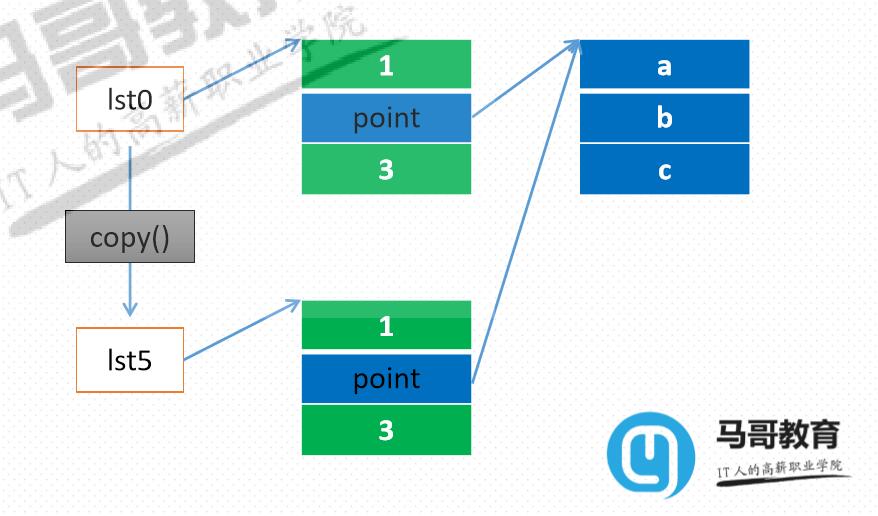 马哥教育
IT人的高薪职业学院
lst0
copy()
lst5
1
point
3
1
point
3
a
b
c
马哥教育
IT人的高薪职业学院